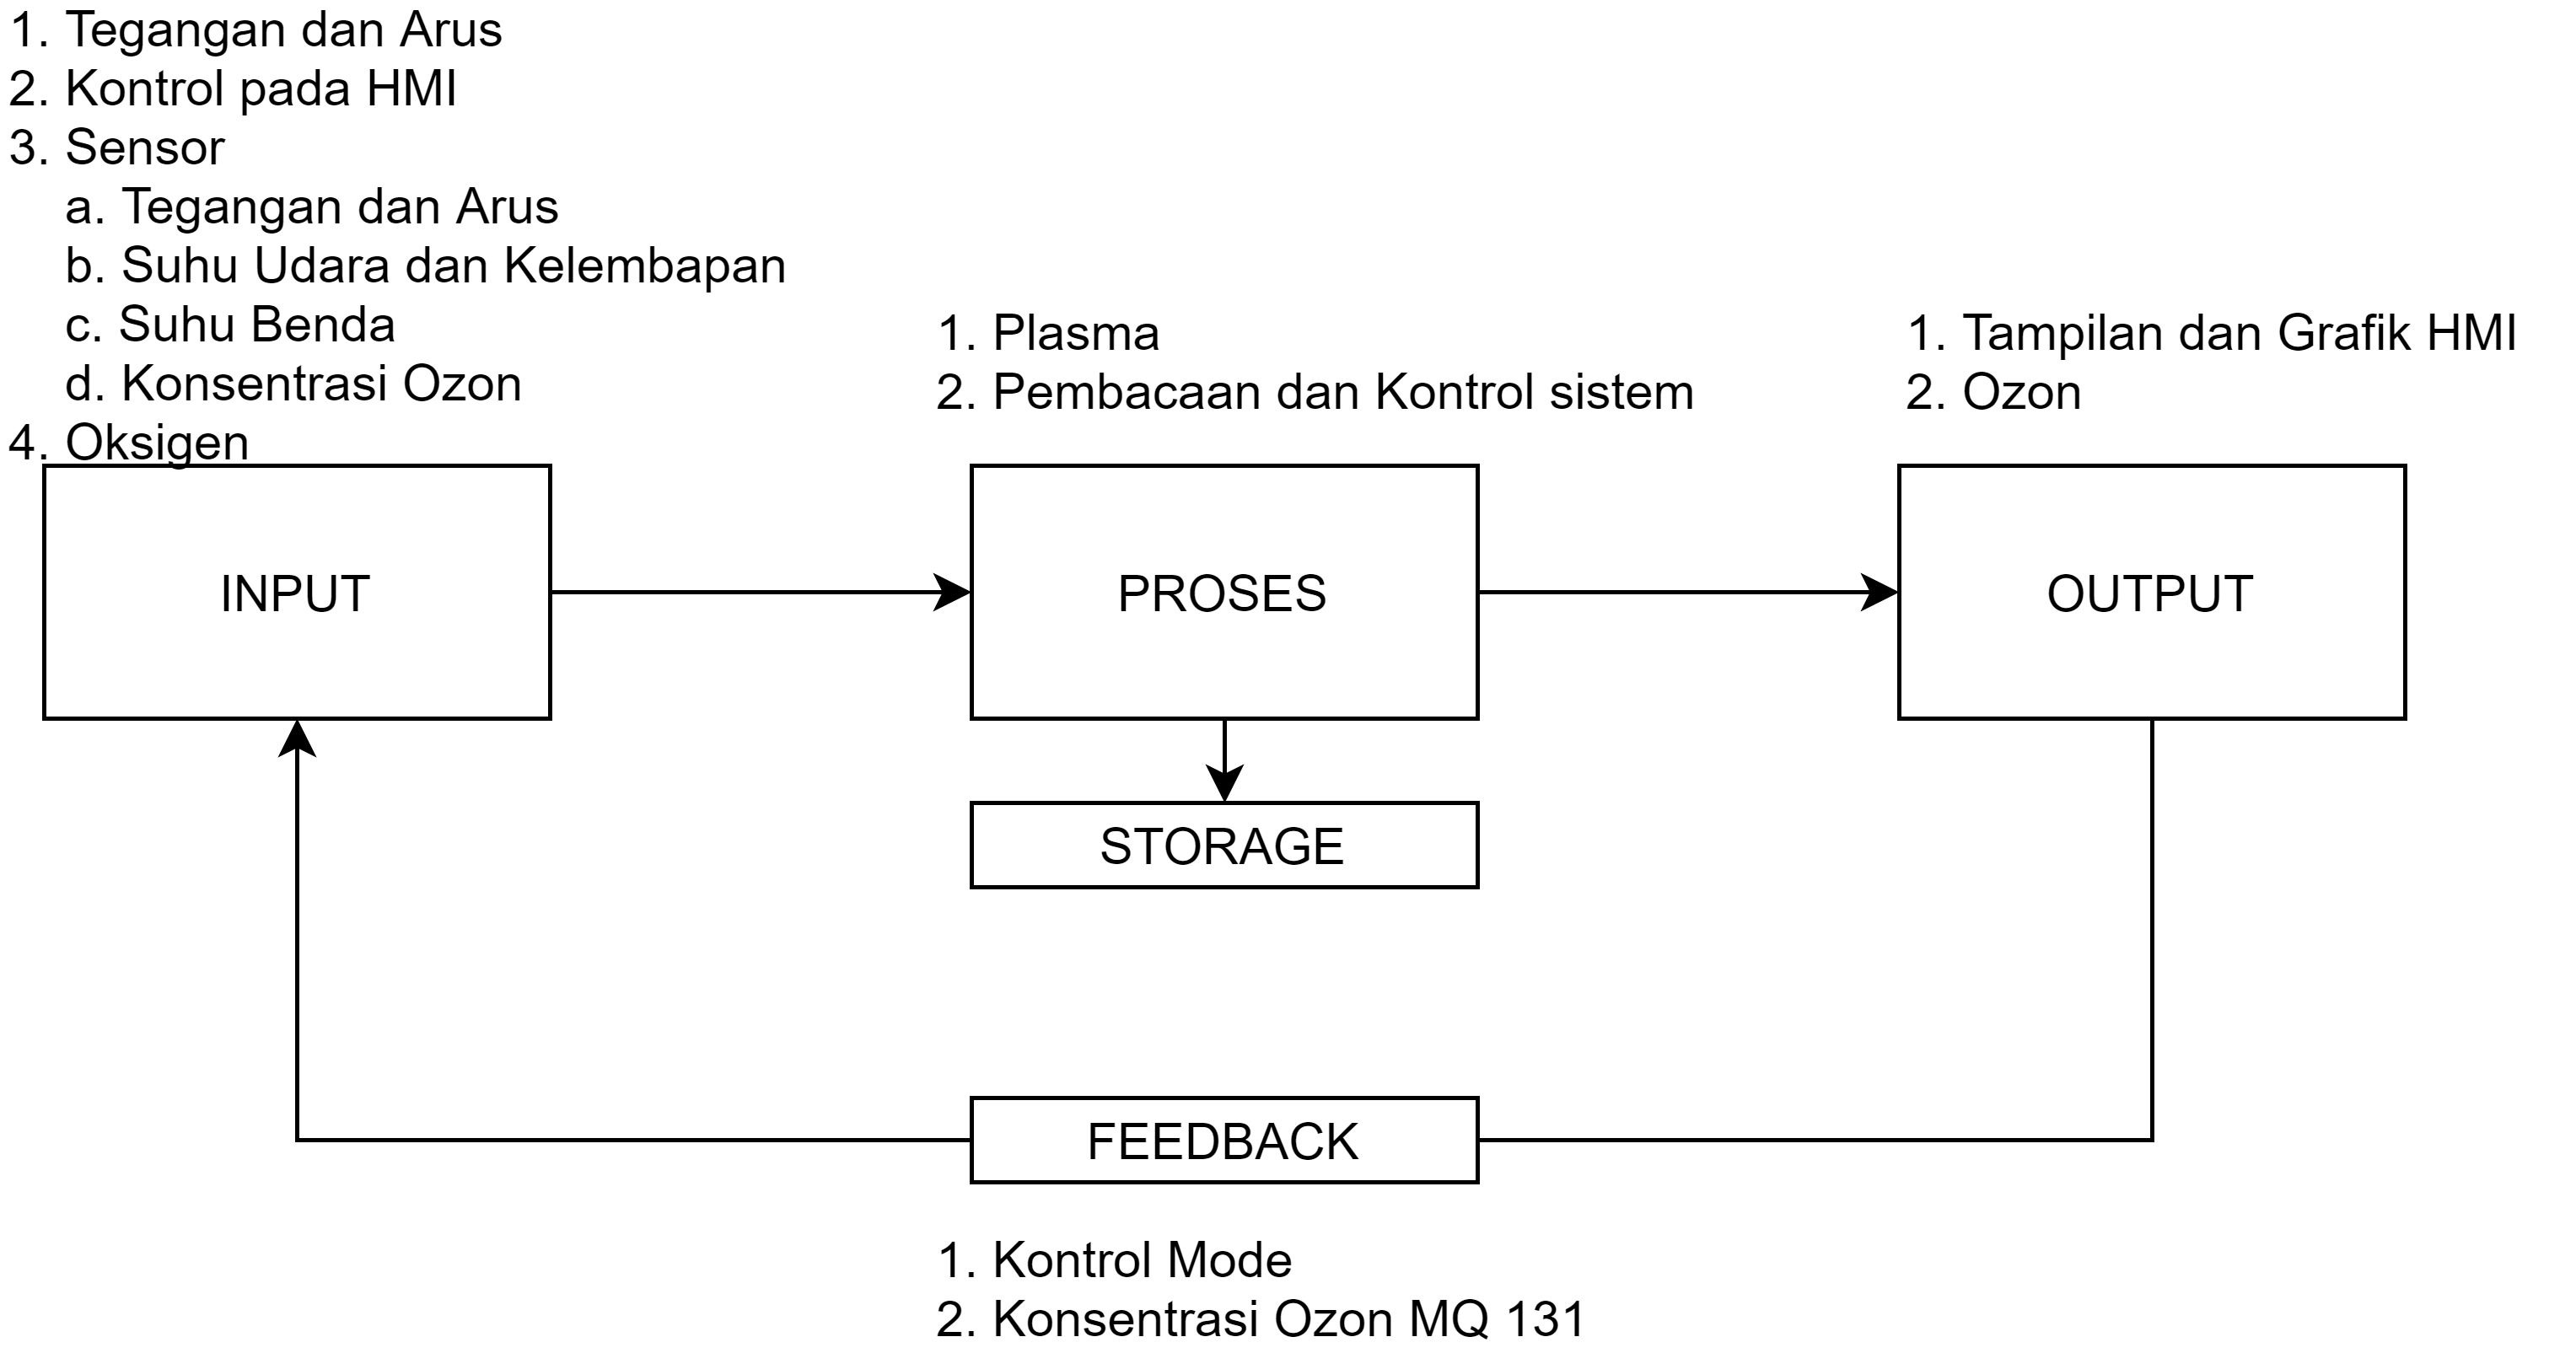 1. Tegangan dan Arus
2. Kontrol pada HMI
3. Sensor
a. Tegangan dan Arus
b. Suhu Udara dan Kelembapan
c. Suhu Benda
d. Konsentrasi Ozon
4. Oksigen
INPUT
1. Plasma
2. Pembacaan dan Kontrol sistem
PROSES
1. Tampilan dan Grafik HMI
2. Ozon
OUTPUT
STORAGE
FEEDBACK
1. Kontrol Mode
2. Konsentrasi Ozon MQ 131